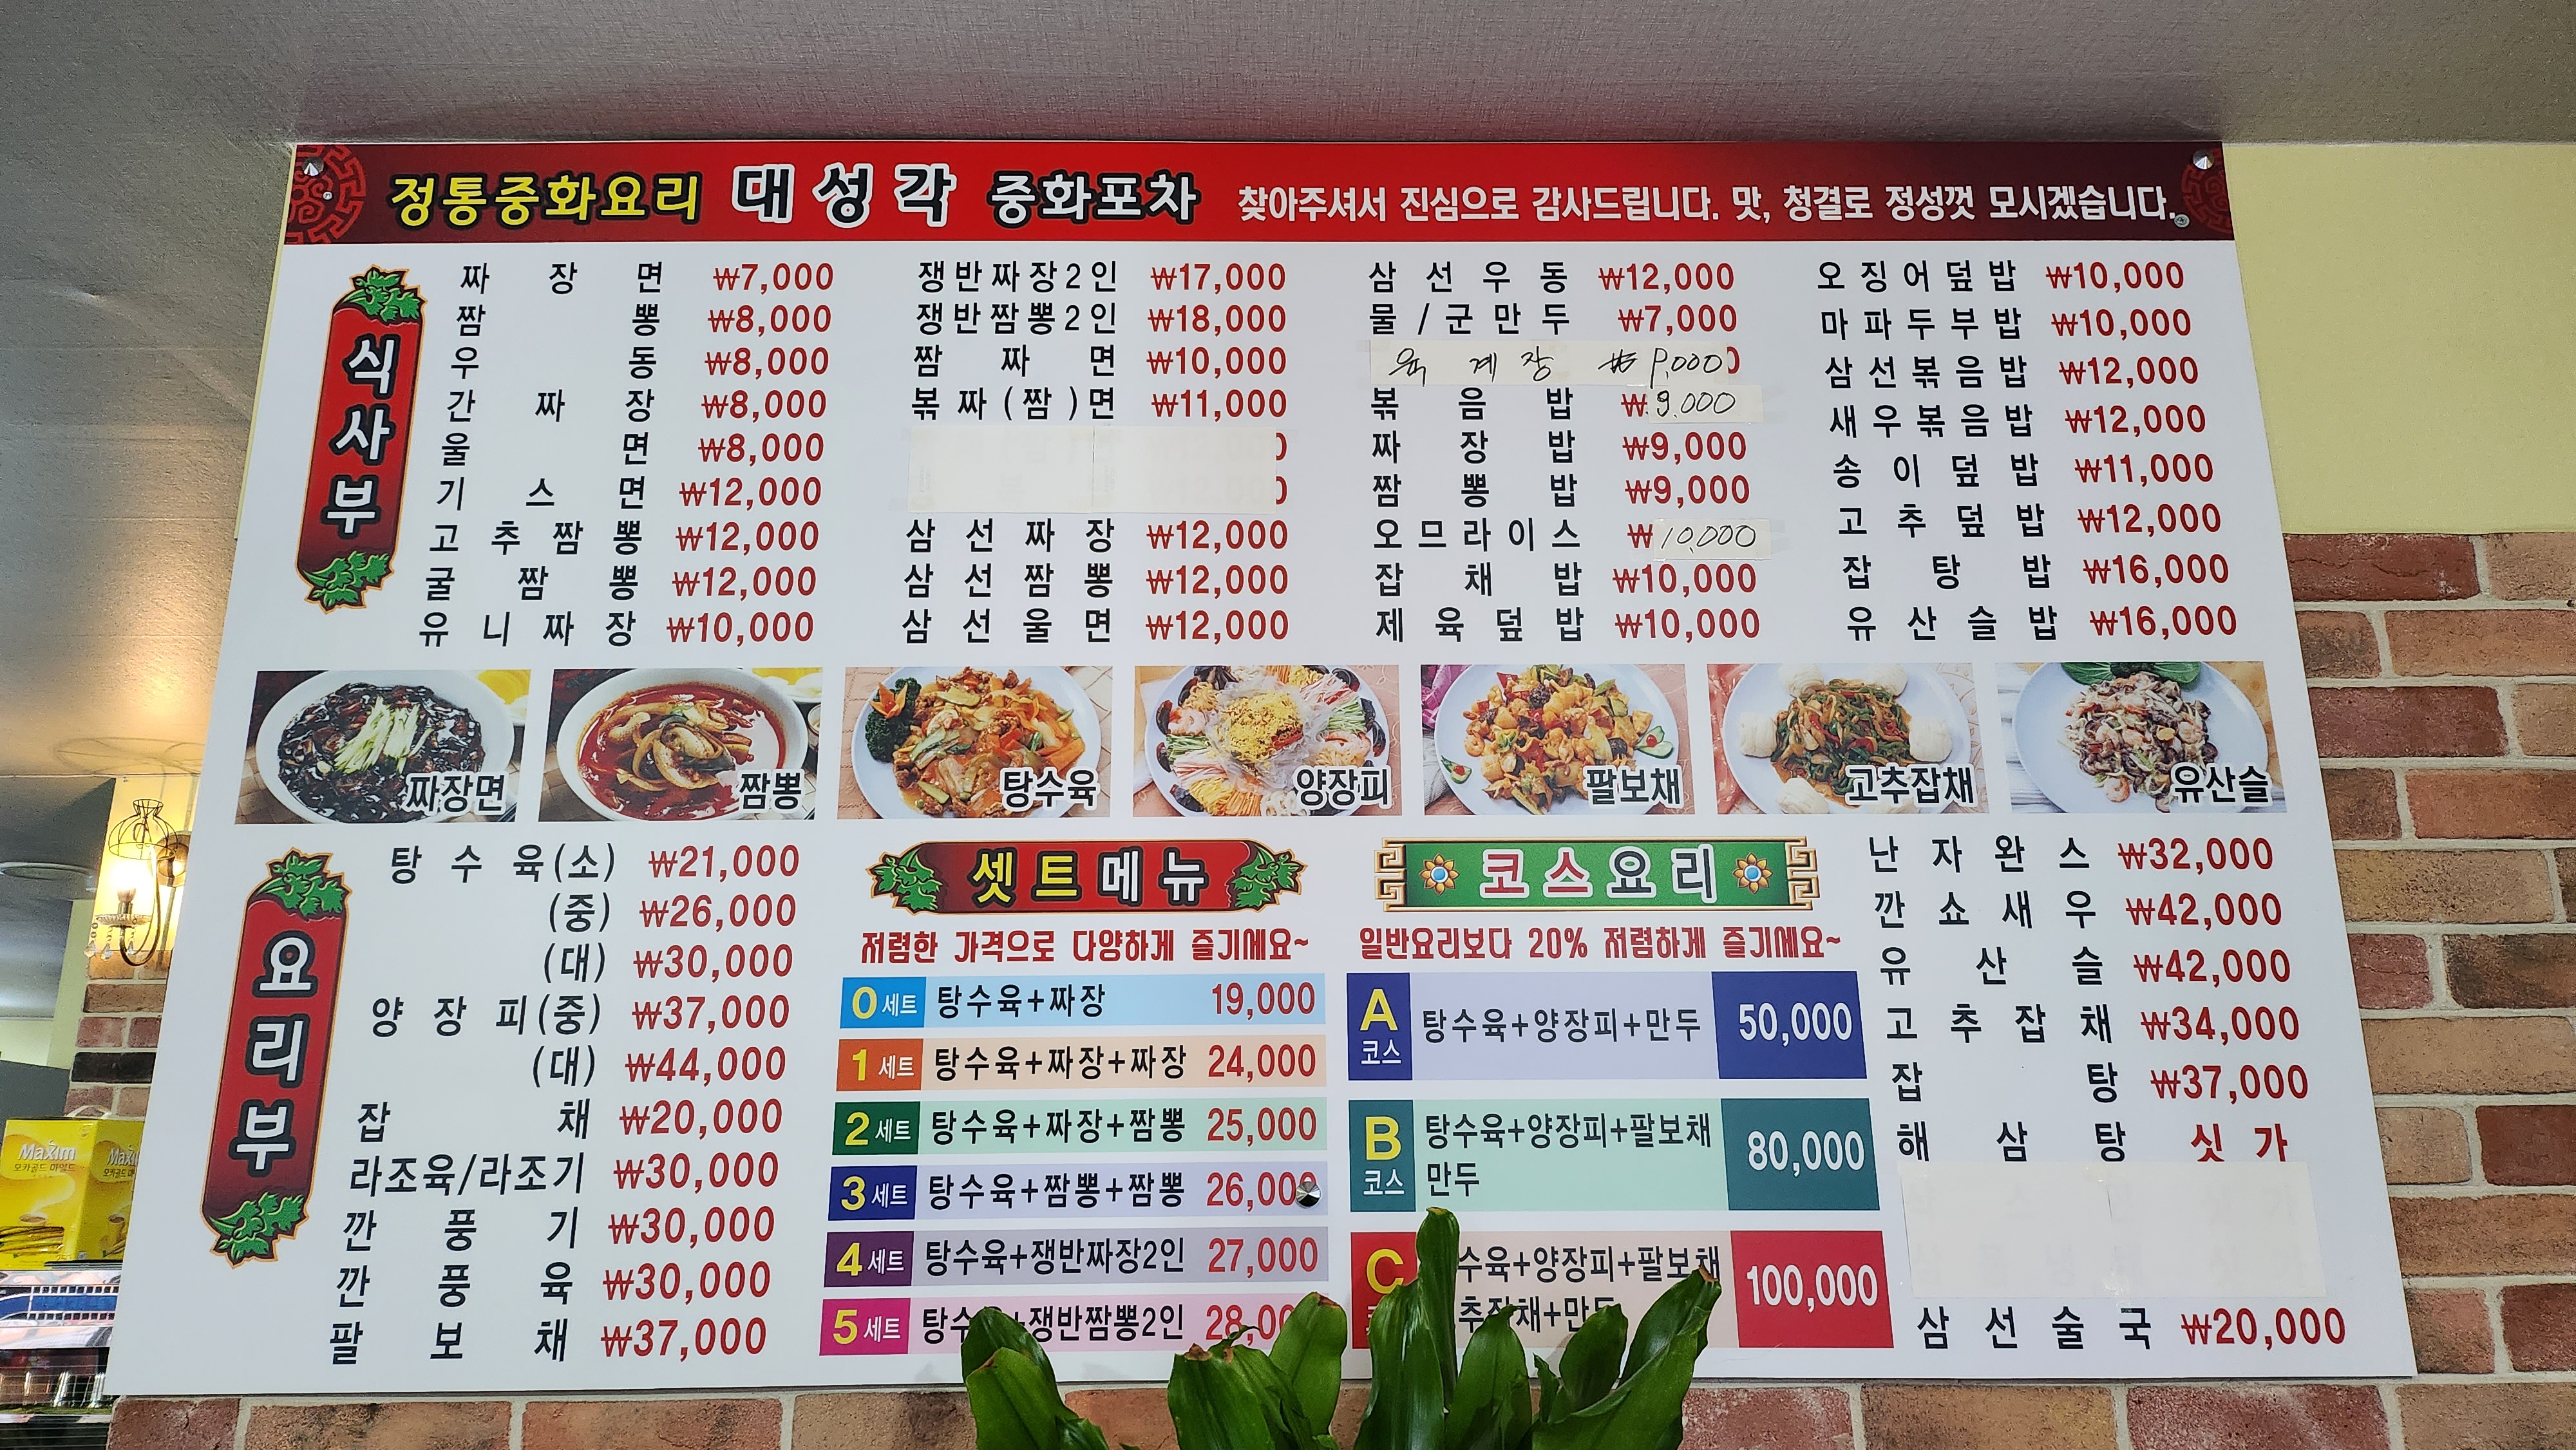 정통중화요리 대성각 중화포차 찾아주셔서 진심으로 감사드립니다. 맛, 청결로 정성껏 모시겠습니다.
식사부
짜장면 ₩7,000
짬뽕 ₩8,000
우동 ₩8,000
간짜장 ₩8,000
울면 ₩8,000
기스면 ₩12,000
고추짬뽕 ₩12,000
굴짬뽕 ₩12,000
유니짜장 ₩10,000
쟁반짜장2인 ₩17,000
쟁반짬뽕2인 ₩18,000
짬짜면 ₩10,000
볶짜(짬)면 ₩11,000
삼선짜장 ₩12,000
삼선짬뽕 ₩12,000
삼선울면 ₩12,000
삼선우동 ₩12,000
물/군만두 ₩7,000
육계장 ₩9,000
볶음밥 ₩9,000
짜장밥 ₩9,000
짬뽕밥 ₩9,000
오므라이스 ₩10,000
잡채밥 ₩10,000
제육덮밥 ₩10,000
오징어덮밥 ₩10,000
마파두부밥 ₩10,000
삼선볶음밥 ₩12,000
새우볶음밥 ₩12,000
송이덮밥 ₩11,000
고추덮밥 ₩12,000
잡탕밥 ₩16,000
유산슬밥 ₩16,000
짜장면
짬뽕
탕수육
양장피
팔보채
고추잡채
유산슬
요리부
탕수육(소) ₩21,000
(중) ₩26,000
(대) ₩30,000
양장피(중) ₩37,000
(대) ₩44,000
잡채 ₩20,000
라조육/라조기 ₩30,000
깐풍기 ₩30,000
깐풍육 ₩30,000
팔보채 ₩37,000
셋트메뉴
저렴한 가격으로 다양하게 즐기세요~
0세트 탕수육+짜장 19,000
1세트 탕수육+짜장+짜장 24,000
2세트 탕수육+짜장+짬뽕 25,000
3세트 탕수육+짬뽕+짬뽕 26,000
4세트 탕수육+쟁반짜장2인 27,000
5세트 탕수 +쟁반짬뽕2인 28,00
코스요리
일반요리보다 20% 저렴하게 즐기세요~
A코스 탕수육+양장피+만두 50,000
B코스 탕수육+양장피+팔보채
만두 80,000
C 수육+양장피+팔보채
추잡채+만두 100,000
난자완스 ₩32,000
깐쇼새우 ₩42,000
유산슬 ₩42,000
고추잡채 ₩34,000
잡탕 ₩37,000
해삼탕 싯가
삼선술국 ₩20,000
Maxim
모카골드 마일드
Maxi